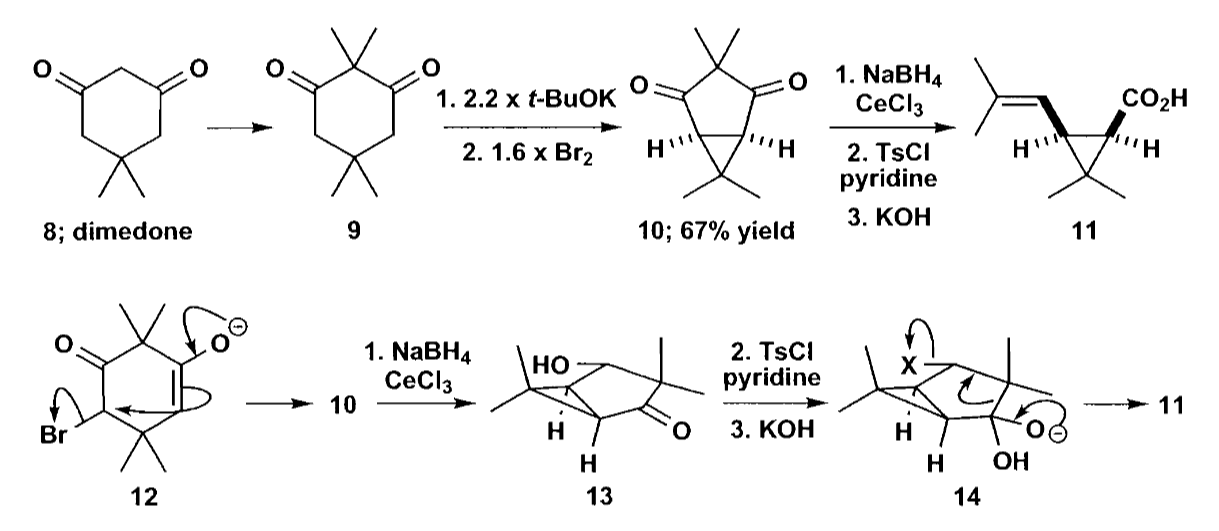 O O
8; dimedone
O O
9
1. 2.2 x t-BuOK
2. 1.6 x Br2
O O
H H
10; 67% yield
1. NaBH4
CeCl3
2. TsCl
pyridine
3. KOH
CO2H
H H
11
O O ⊖
Br
12
10
1. NaBH4
CeCl3
HO
H
H
O
13
2. TsCl
pyridine
3. KOH
X
H
H
O⊖
OH
14
11